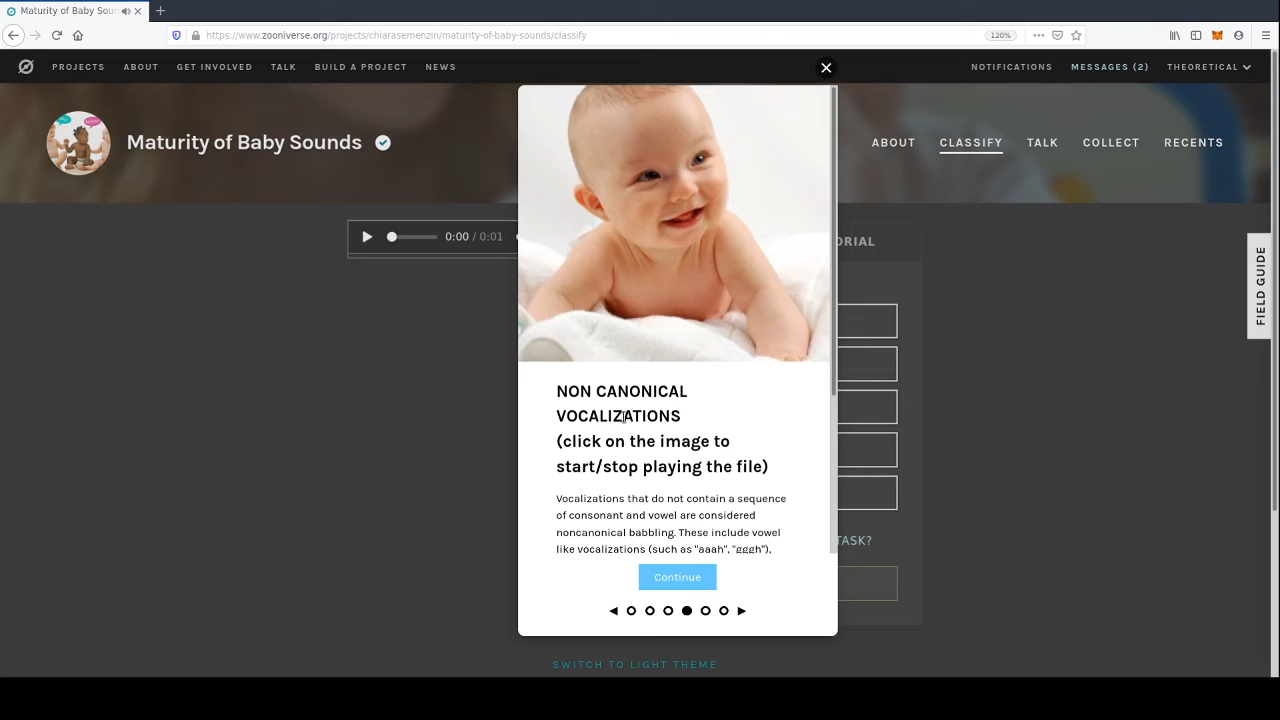 Maturity of Baby Sou
https://www.zooniverse.org/projects/chiarasemenzin/maturity-of-baby-sounds/classify
120%
PROJECTS ABOUT GET INVOLVED TALK BUILD A PROJECT NEWS
NOTIFICATIONS MESSAGES (2) THEORETICAL
Maturity of Baby Sounds
ABOUT CLASSIFY TALK COLLECT RECENTS
0:00 / 0:01
ORIAL
FIELD GUIDE
NON CANONICAL
VOCALIZATIONS
(click on the image to
start/stop playing the file)
Vocalizations that do not contain a sequence
of consonant and vowel are considered
noncanonical babbling. These include vowel
like vocalizations (such as "aaah", "gggh"),
TASK?
Continue
SWITCH TO LIGHT THEME